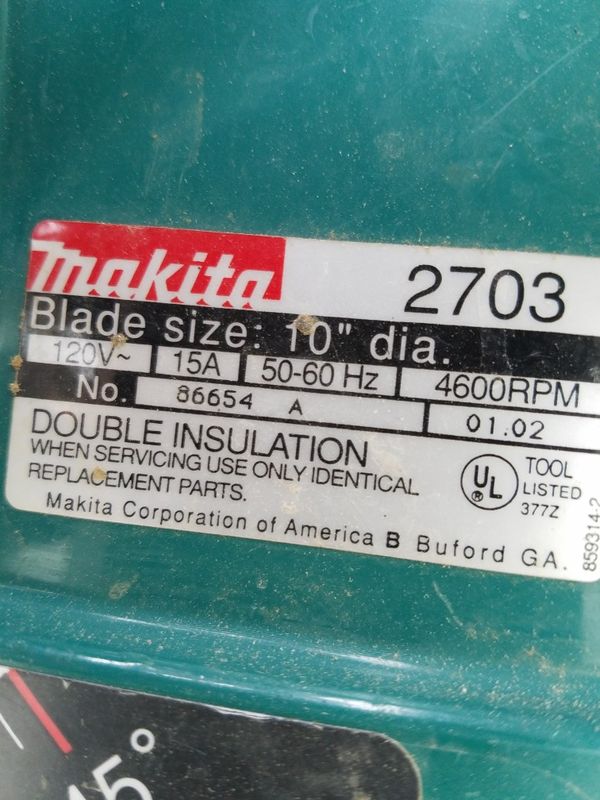 makita 2703
Blade size: 10" dia.
120V~ 15A 50-60 Hz 4600RPM
No. 86654 A 01.02
DOUBLE INSULATION
WHEN SERVICING USE ONLY IDENTICAL
REPLACEMENT PARTS.
UL ® TOOL
LISTED
377Z
Makita Corporation of America B Buford GA.
859314-2
45°